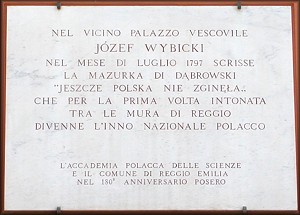 NEL VICINO PALAZZO VESCOVILE
JÓZEF WYBICKI
NEL MESE DI LUGLIO 1797 SCRISSE
LA MAZURKA DI DĄBROWSKI
"JESZCZE POLSKA NIE ZGINĘŁA„
CHE PER LA PRIMA VOLTA INTONATA
TRA LE MURA DI REGGIO
DIVENNE L'INNO NAZIONALE POLACCO
L'ACCADEMIA POLACCA DELLE SCIENZE
E IL COMUNE DI REGGIO EMILIA
NEL 180° ANNIVERSARIO POSERO